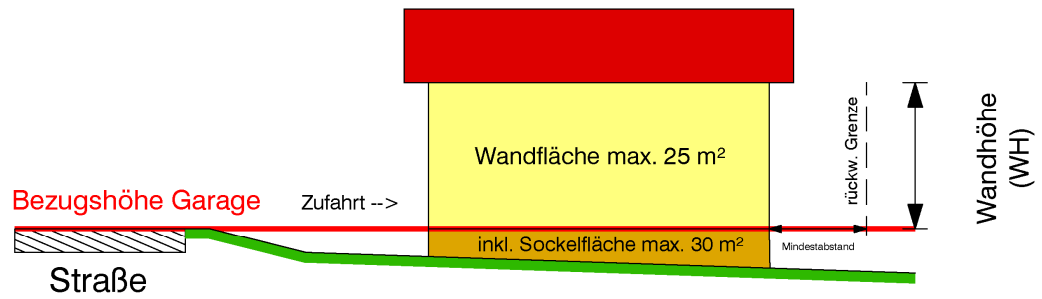 Wandfläche max. 25 m²
rückw. Grenze
Wandhöhe
(WH)
Bezugshöhe Garage
Zufahrt -->
inkl. Sockelfläche max. 30 m²
Mindestabstand
Straße